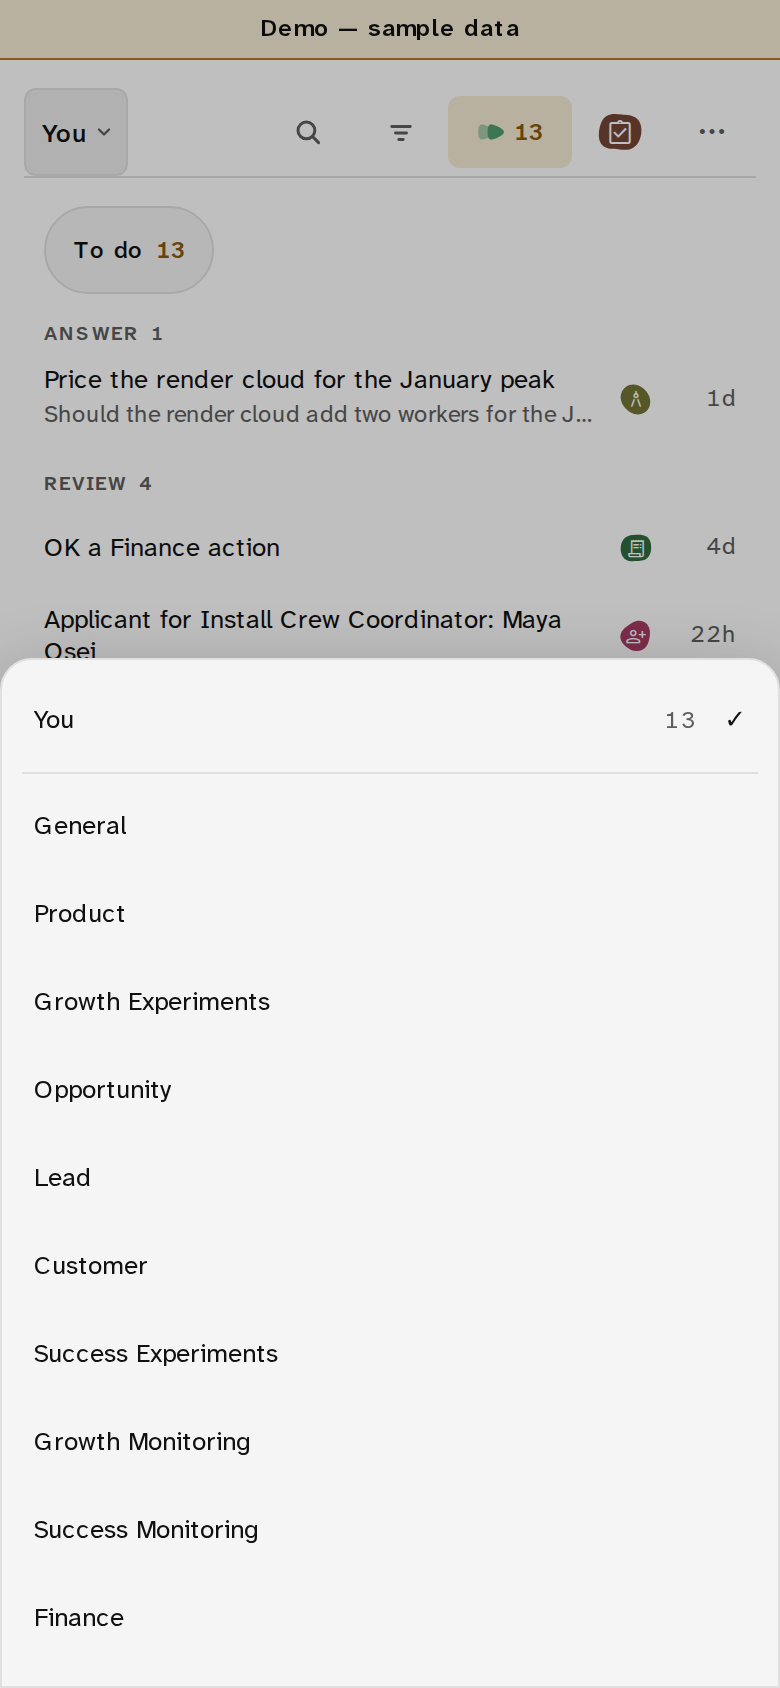 Demo — sample data
You
13
To do 13
ANSWER 1
Price the render cloud for the January peak
Should the render cloud add two workers for the J...
1d
REVIEW 4
OK a Finance action
4d
Applicant for Install Crew Coordinator: Maya
Osei
22h
You 13 ✓
General
Product
Growth Experiments
Opportunity
Lead
Customer
Success Experiments
Growth Monitoring
Success Monitoring
Finance